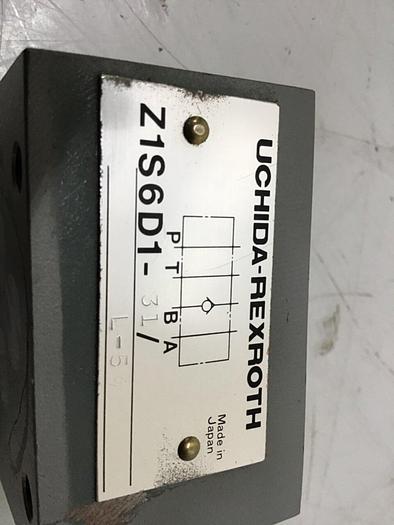 UCHIDA-REXROTH
Made in
Japan
P T B A
Z1S6D1-31/